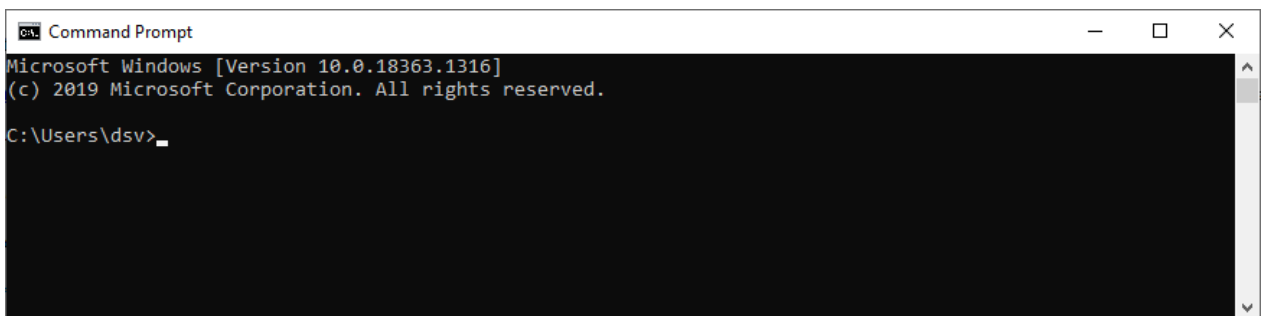 Command Prompt
Microsoft Windows [Version 10.0.18363.1316]
(c) 2019 Microsoft Corporation. All rights reserved.
C:\Users\dsv>